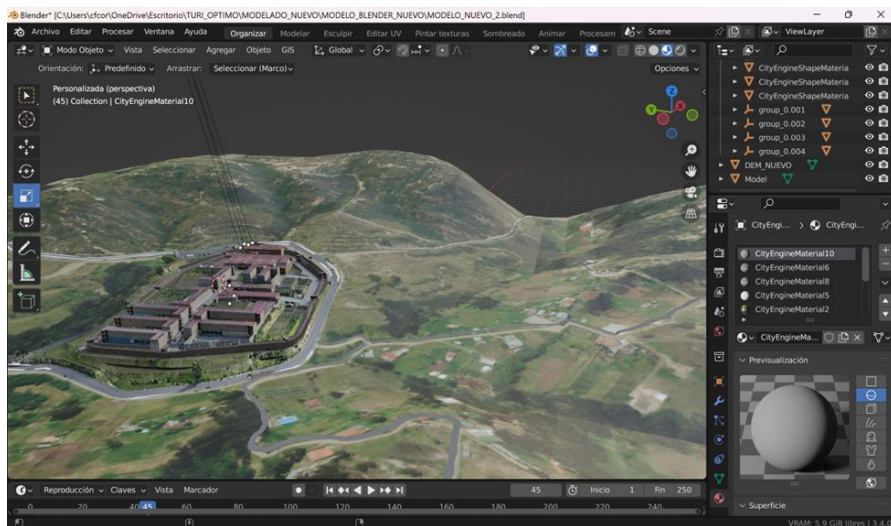 Blender* [C:\Users\cfcor\OneDrive\Escritorio\TURI_OPTIMO\MODELADO_NUEVO\MODELO_BLENDER_NUEVO\MODELO_NUEVO_2.blend]
Archivo Editar Procesar Ventana Ayuda Organizar Modelar Esculpir Editar UV Pintar texturas Sombreado Animar Procesam Scene ViewLayer
Modo Objeto Vista Seleccionar Agregar Objeto GIS Global
Orientación: Predefinido Arrastrar: Seleccionar (Marco) Opciones
Personalizada (perspectiva)
(45) Collection | CityEngineMaterial10
Z
Y
X
CityEngineShapeMateria
CityEngineShapeMateria
CityEngineShapeMateria
group_0.001
group_0.002
group_0.003
group_0.004
DEM_NUEVO
Model
CityEngi... CityEngi...
CityEngineMaterial10
CityEngineMaterial6
CityEngineMaterial8
CityEngineMaterial5
CityEngineMaterial2
CityEngineMa...
Previsualización
Superficie
Reproducción Claves Vista Marcador 45 Inicio 1 Fin 250
0 20 40 45 60 80 100 120 140 160 180 200 220 240
VRAM: 5.9 GiB libres